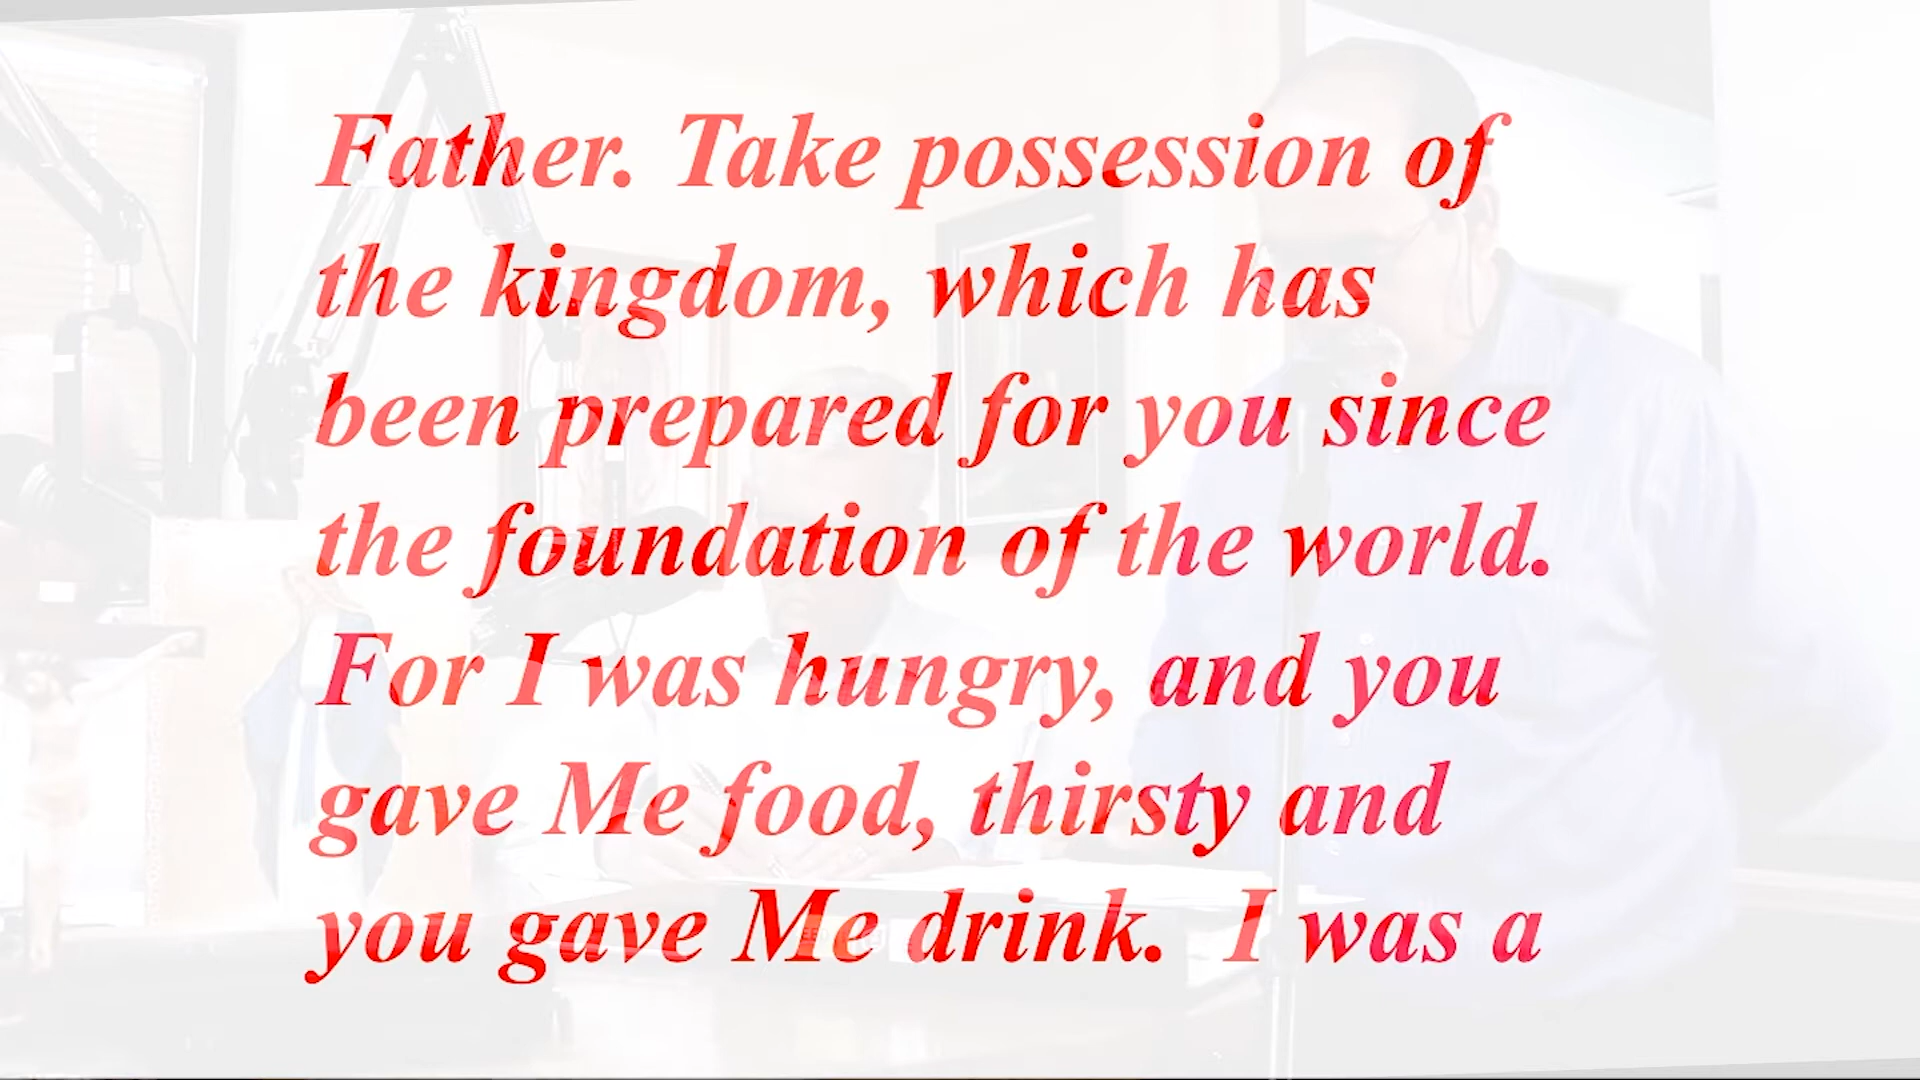 Father. Take possession of
the kingdom, which has
been prepared for you since
the foundation of the world.
For I was hungry, and you
gave Me food, thirsty and
you gave Me drink. I was a